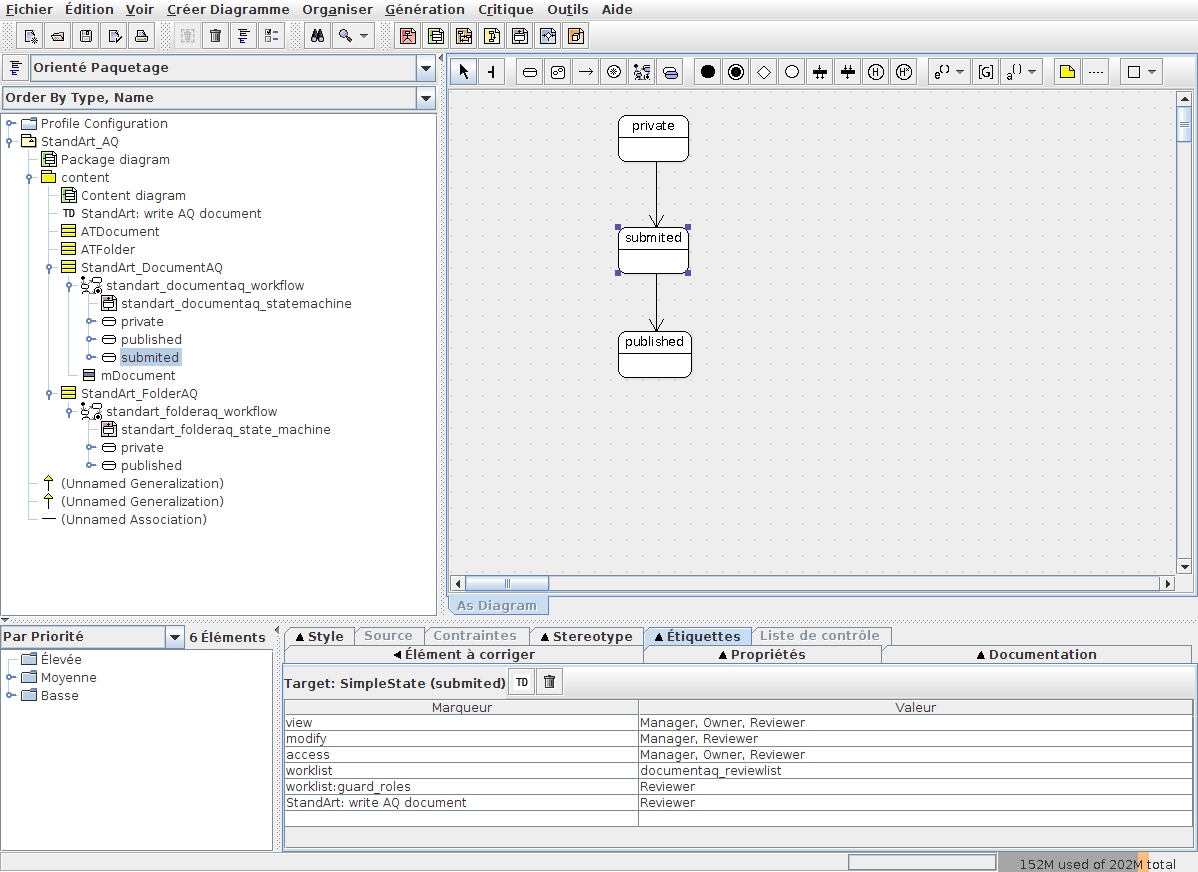 Fichier Édition Voir Créer Diagramme Organiser Génération Critique Outils Aide
Orienté Paquetage
Order By Type, Name
Profile Configuration
StandArt_AQ
Package diagram
content
Content diagram
TD StandArt: write AQ document
ATDocument
ATFolder
StandArt_DocumentAQ
standart_documentaq_workflow
standart_documentaq_statemachine
private
published
submited
mDocument
StandArt_FolderAQ
standart_folderaq_workflow
standart_folderaq_state_machine
private
published
(Unnamed Generalization)
(Unnamed Generalization)
(Unnamed Association)
H H* e() [G] a()
private
submited
published
As Diagram
Par Priorité 6 Éléments
Élevée
Moyenne
Basse
Style Source Contraintes Stereotype Étiquettes Liste de contrôle
Élément à corriger Propriétés Documentation
Target: SimpleState (submited) TD
Marqueur Valeur
view Manager, Owner, Reviewer
modify Manager, Reviewer
access Manager, Owner, Reviewer
worklist documentaq_reviewlist
worklist:guard_roles Reviewer
StandArt: write AQ document Reviewer
152M used of 202M total